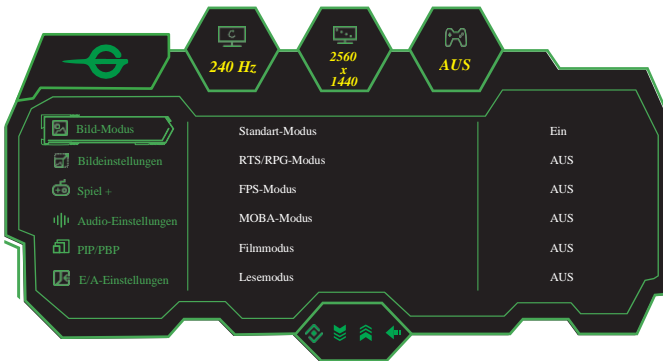 240 Hz
2560
x
1440
AUS
Bild-Modus
Standart-Modus Ein
Bildeinstellungen
RTS/RPG-Modus AUS
Spiel +
FPS-Modus AUS
Audio-Einstellungen
MOBA-Modus AUS
PIP/PBP
Filmmodus AUS
E/A-Einstellungen
Lesemodus AUS